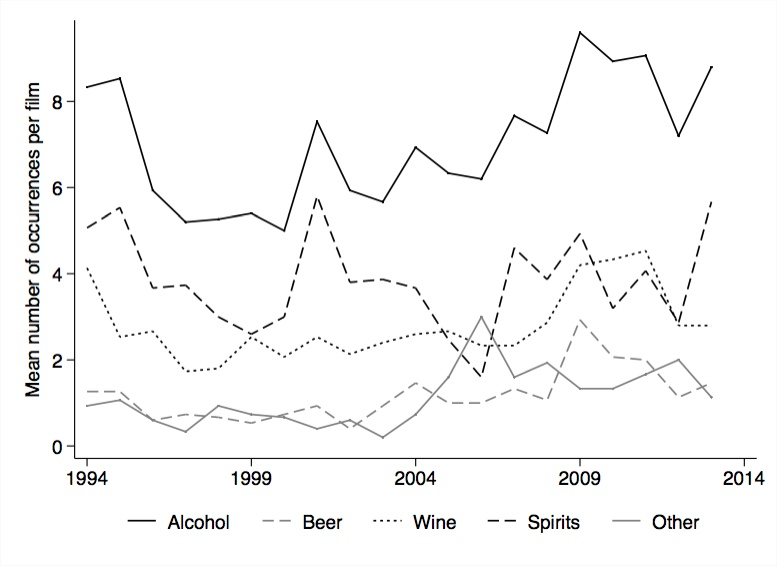 Mean number of occurrences per film
8
6
4
2
0
1994 1999 2004 2009 2014
Alcohol Beer Wine Spirits Other